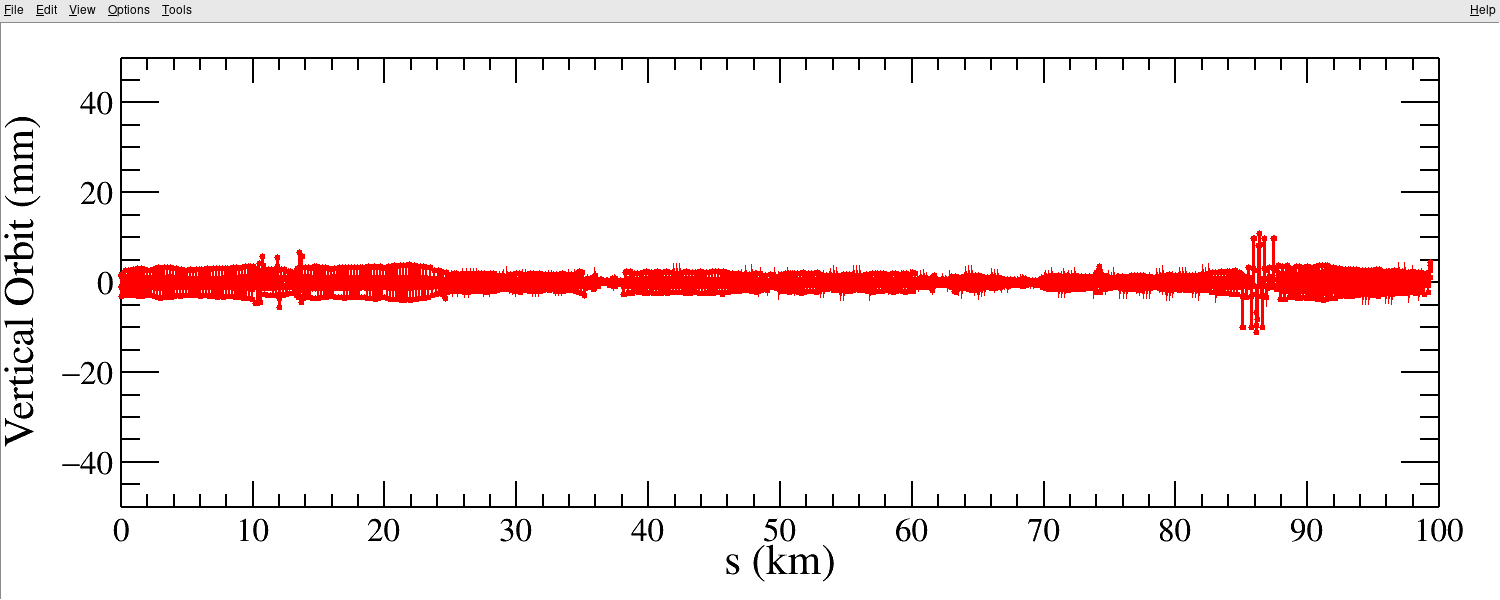 File Edit View Options Tools Help
Vertical Orbit (mm)
40
20
0
−20
−40
0 10 20 30 40 50 60 70 80 90 100
s (km)